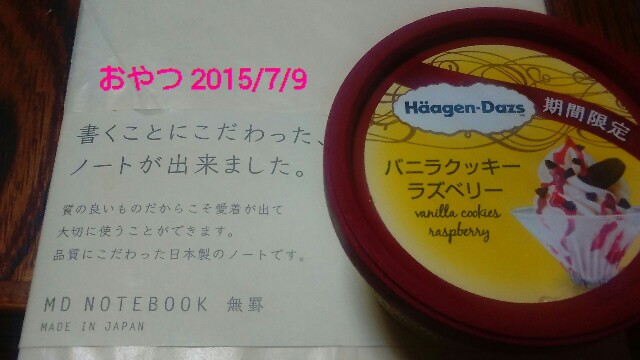 おやつ 2015/7/9
書くことにこだわった、
ノートが出来ました。
質の良いものだからこそ愛着が出て
大切に使うことができます。
品質にこだわった日本製のノートです。
MD NOTEBOOK 無罫
MADE IN JAPAN
Häagen-Dazs
期間限定
バニラクッキー
ラズベリー
vanilla cookies
raspberry